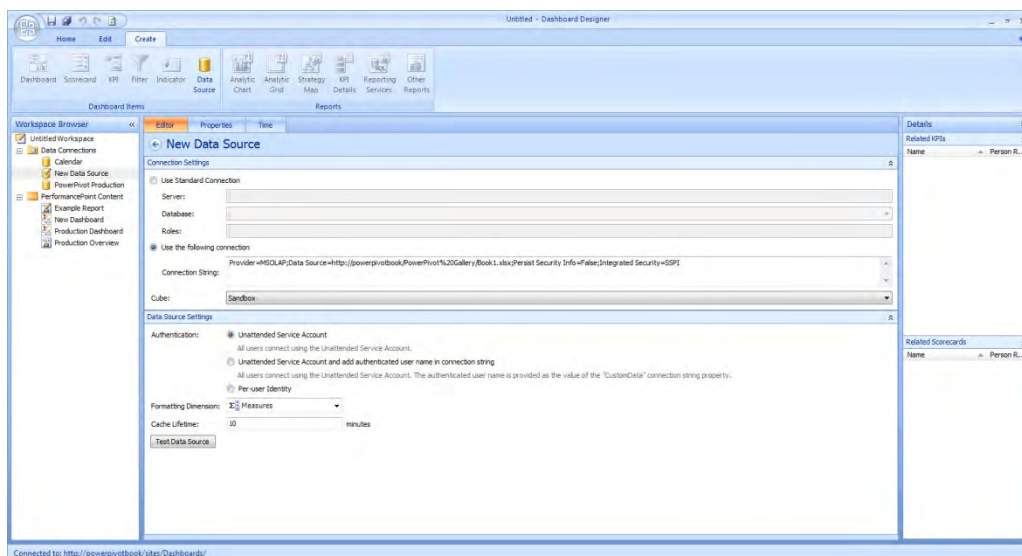 Untitled - Dashboard Designer
Home Edit Create
Dashboard Scorecard KPI Filter Indicator Data Source Analytic Chart Analytic Grid Strategy Map KPI Details Reporting Services Other Reports
Dashboard Items Reports
Workspace Browser «
Untitled Workspace
Data Connections
Calendar
New Data Source
PowerPivot Production
PerformancePoint Content
Example Report
New Dashboard
Production Dashboard
Production Overview
Editor Properties Time
New Data Source
Connection Settings
Use Standard Connection
Server:
Database:
Roles:
Use the following connection
Connection String: Provider=MSOLAP;Data Source=http://powerpivotbook/PowerPivot%20Gallery/Book1.xlsx;Persist Security Info=False;Integrated Security=SSPI
Cube: Sandbox
Data Source Settings
Authentication: Unattended Service Account
All users connect using the Unattended Service Account.
Unattended Service Account and add authenticated user name in connection string
All users connect using the Unattended Service Account. The authenticated user name is provided as the value of the "CustomData" connection string property.
Per-user Identity
Formatting Dimension: Measures
Cache Lifetime: 10 minutes
Test Data Source
Details
Related KPIs
Name Person R...
Related Scorecards
Name Person R...
Connected to: http://powerpivotbook/sites/Dashboards/